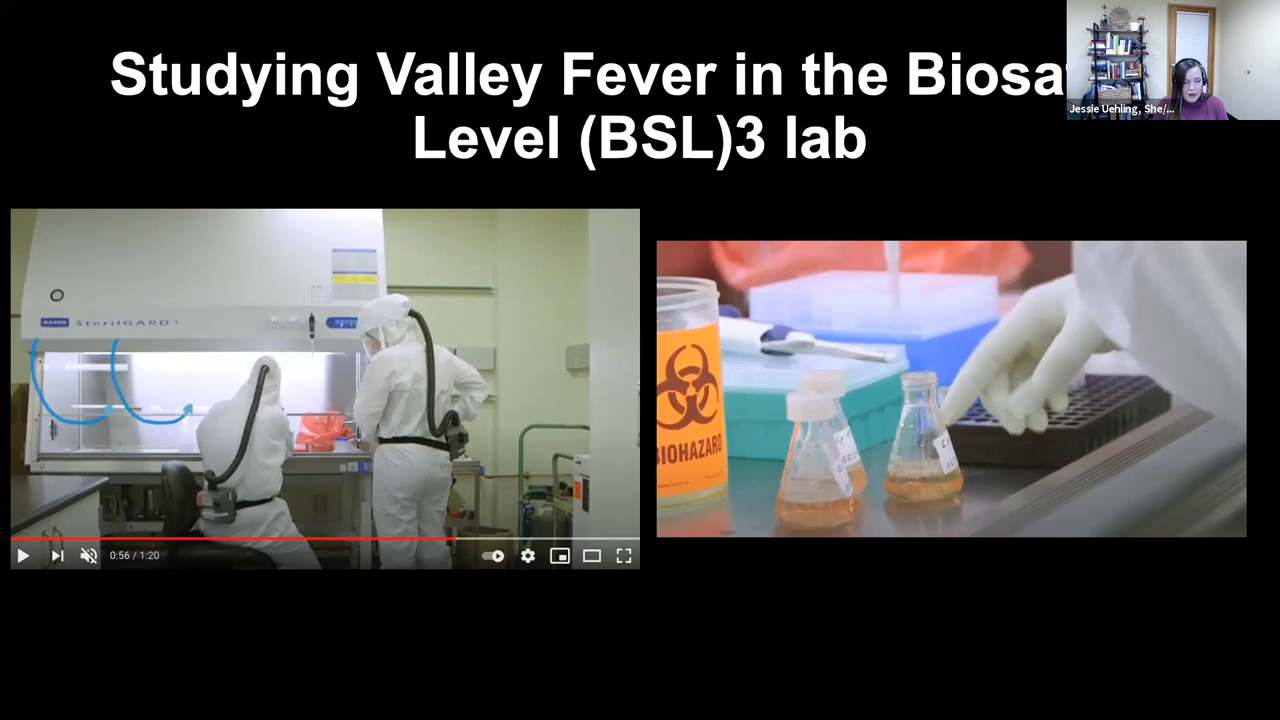 Studying Valley Fever in the Biosa
Level (BSL)3 lab
Jessie Uehling, She/...
BAKER SterilGARD
BIOHAZARD
0:56 / 1:20